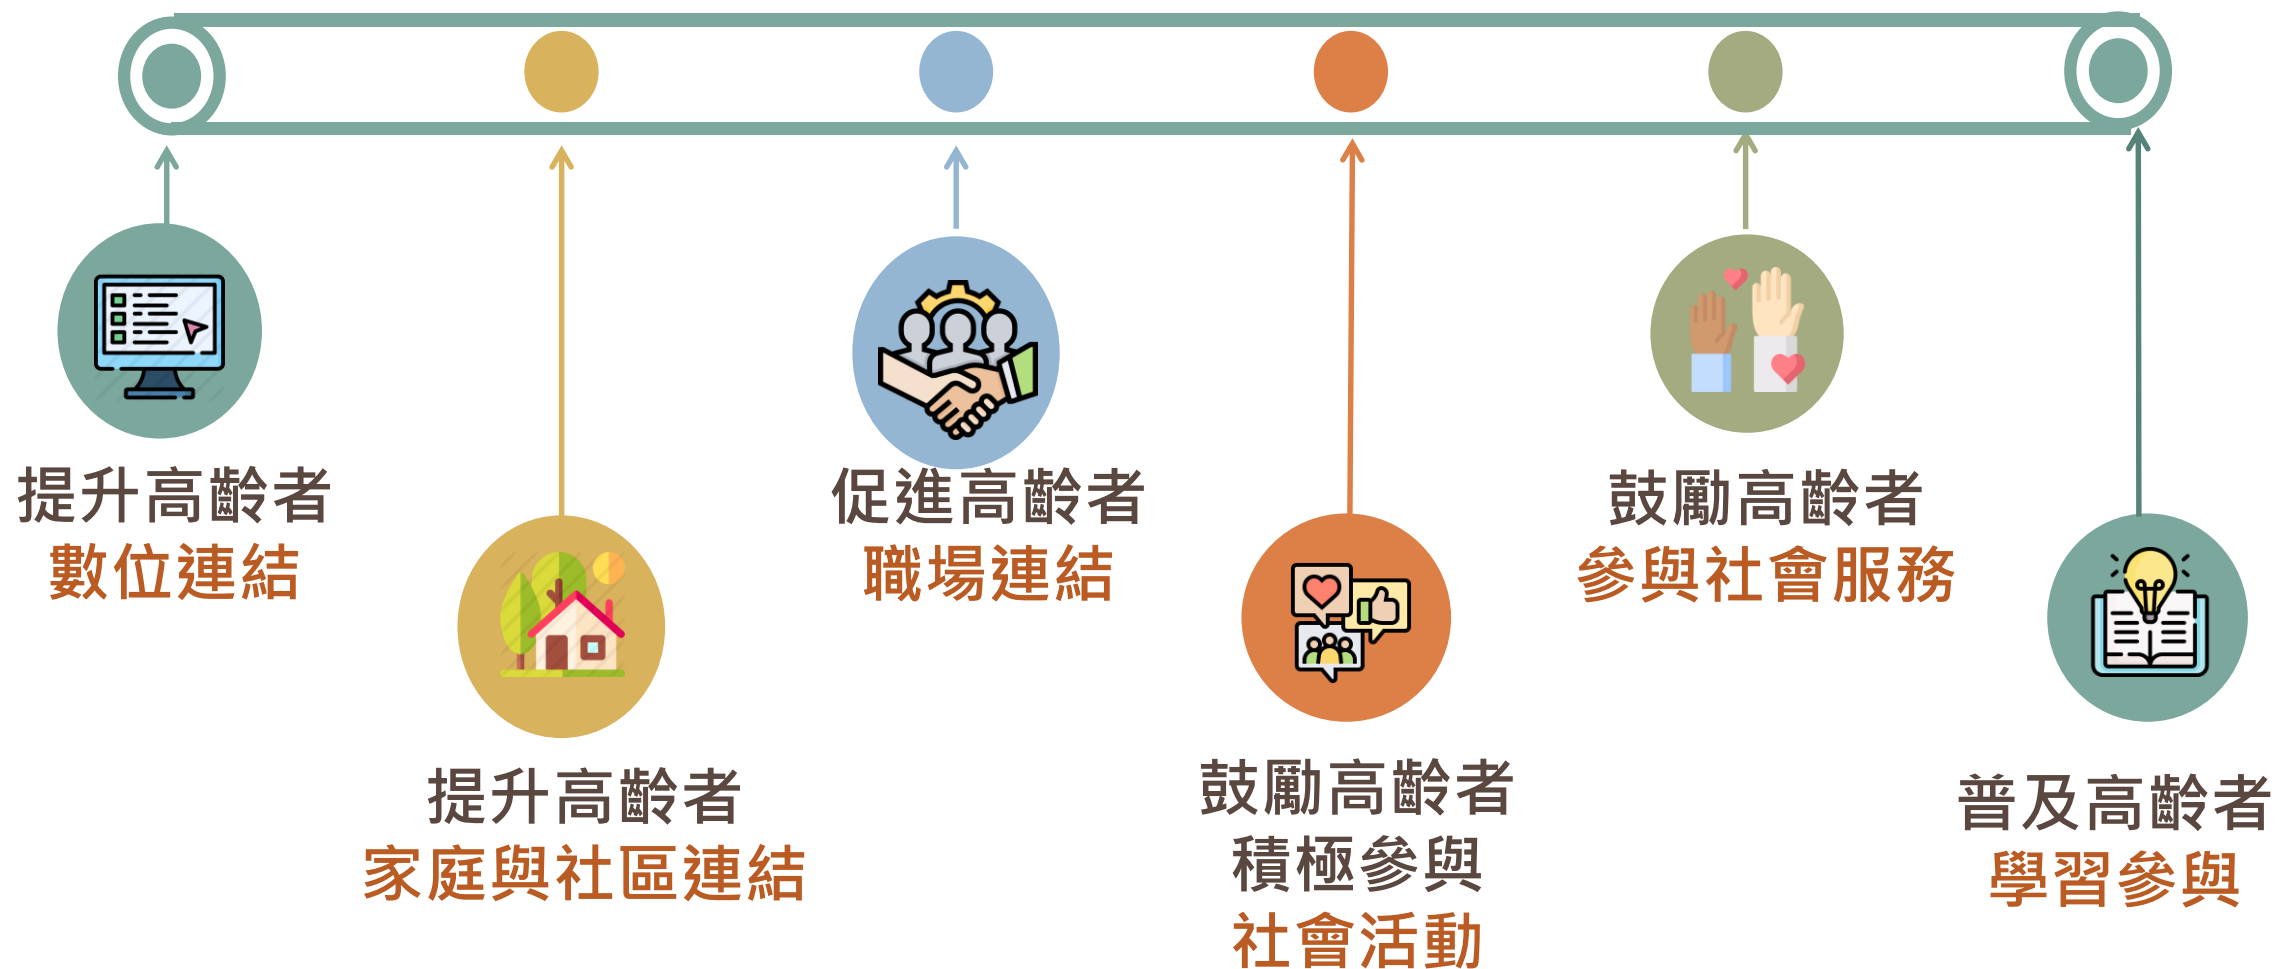 提升高齡者
數位連結
提升高齡者
家庭與社區連結
促進高齡者
職場連結
鼓勵高齡者
積極參與
社會活動
鼓勵高齡者
參與社會服務
普及高齡者
學習參與